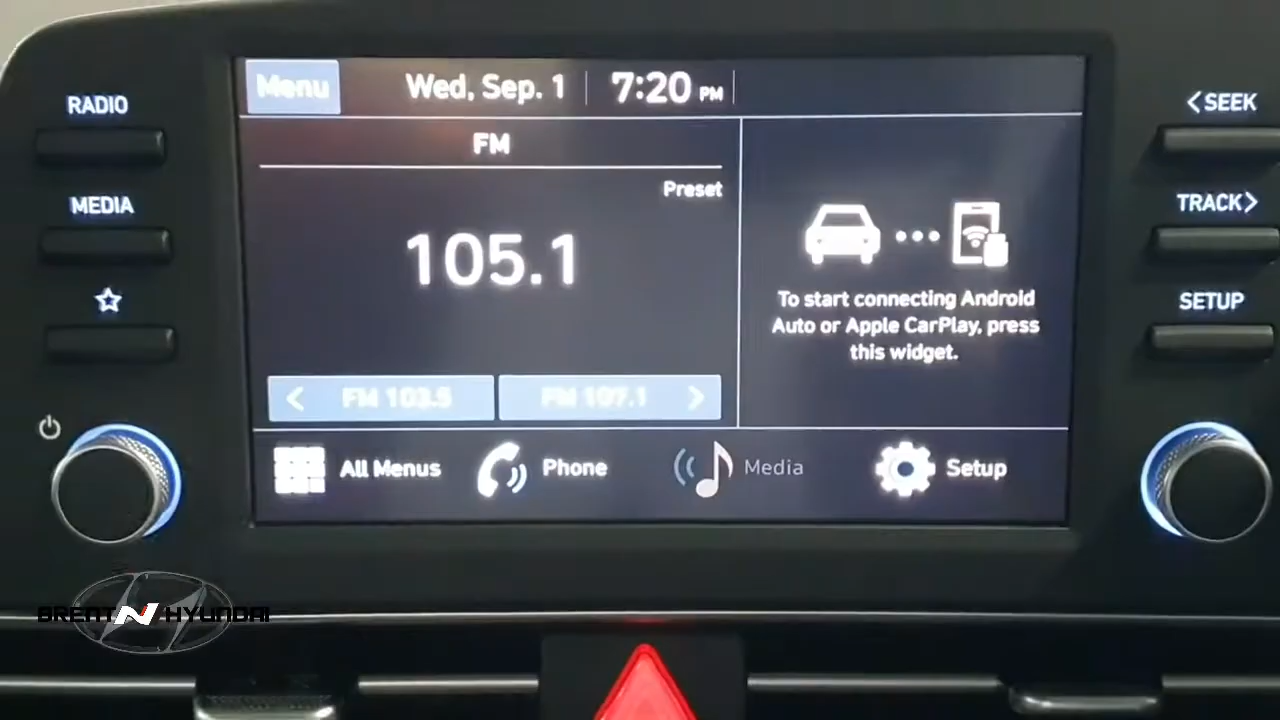 RADIO
MEDIA
Menu
Wed, Sep. 1
7:20 PM
FM
Preset
105.1
< FM 103.5
FM 107.1 >
To start connecting Android
Auto or Apple CarPlay, press
this widget.
All Menus
Phone
Media
Setup
<SEEK
TRACK>
SETUP
BRENT N HYUNDAI